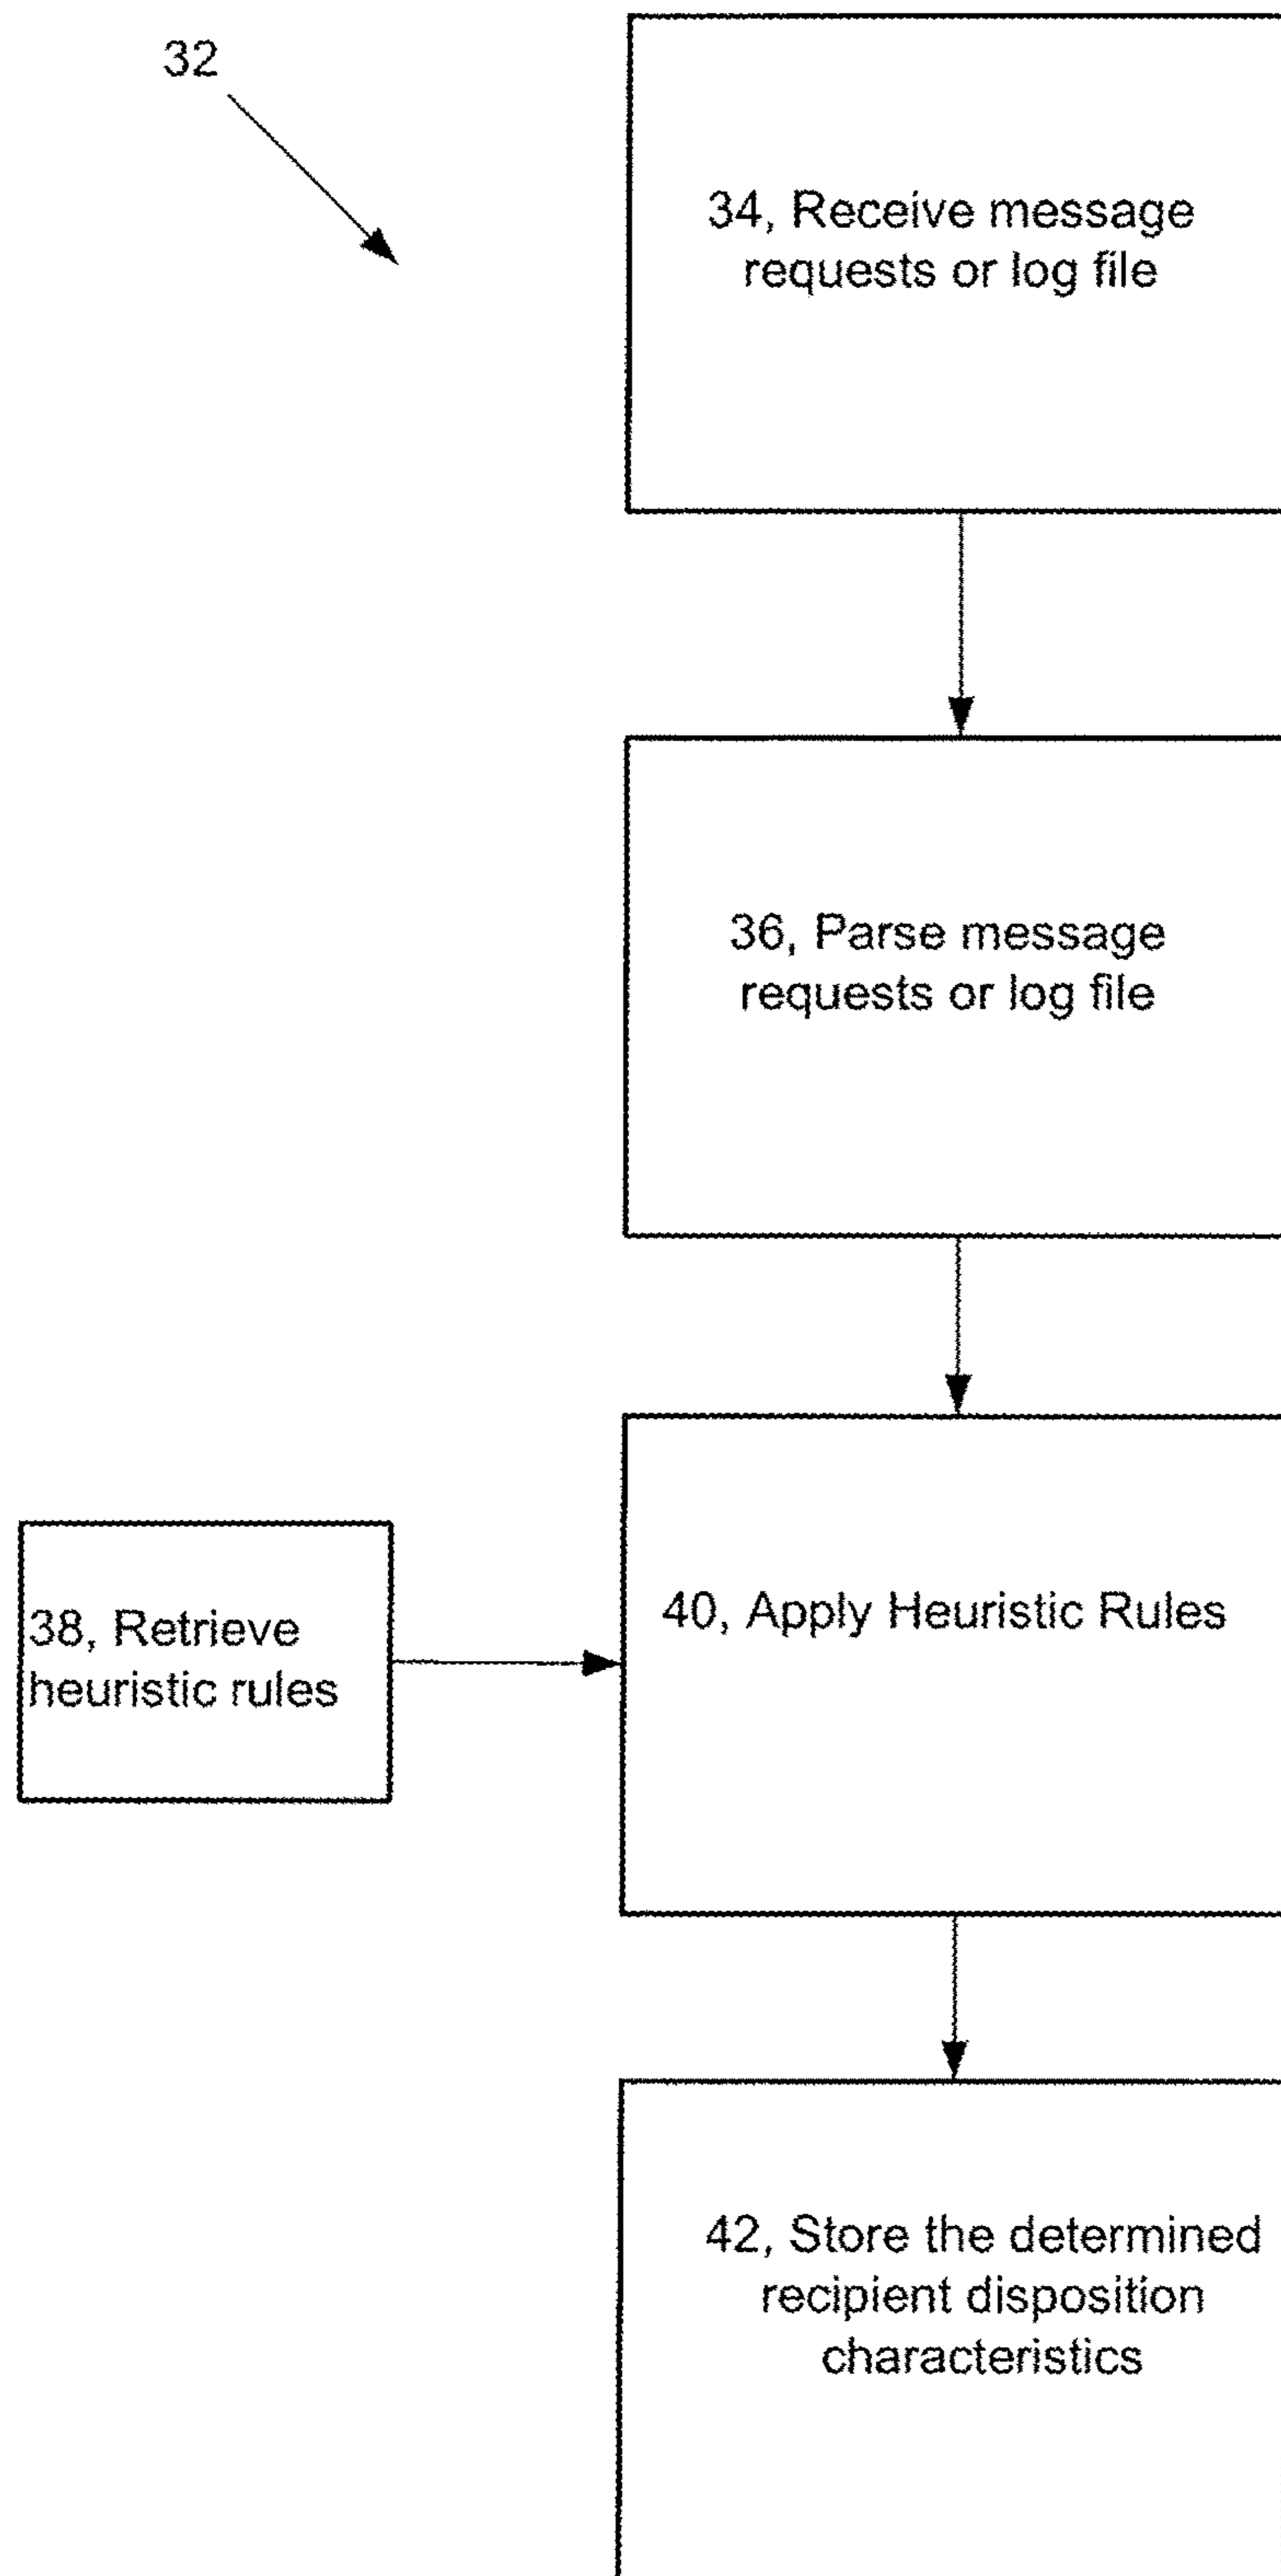 32
34, Receive message
requests or log file
36, Parse message
requests or log file
38, Retrieve
heuristic rules
40, Apply Heuristic Rules
42, Store the determined
recipient disposition
characteristics